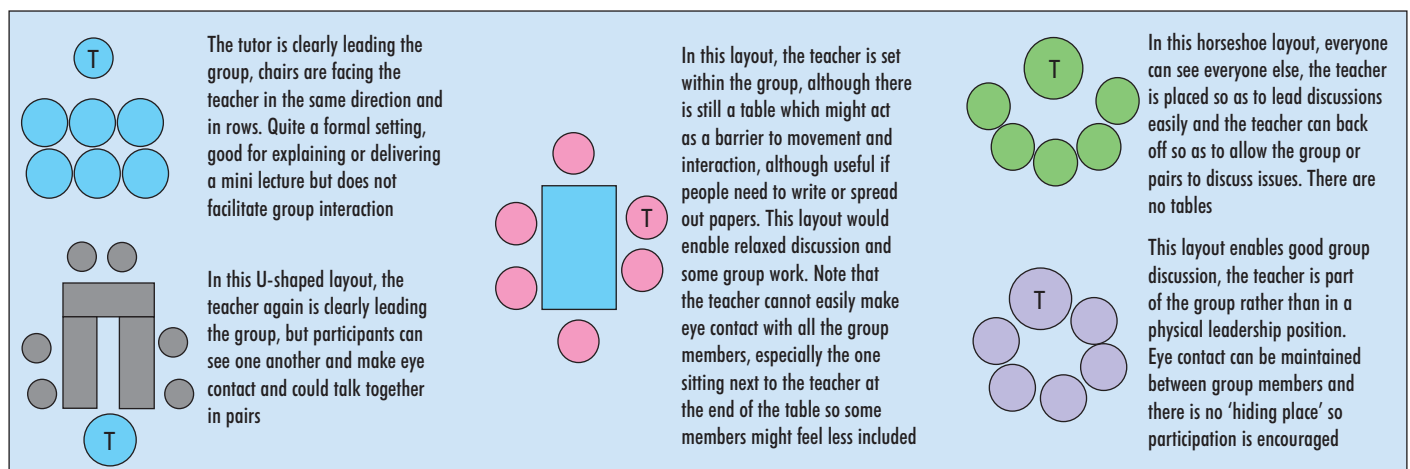 T
The tutor is clearly leading the
group, chairs are facing the
teacher in the same direction and
in rows. Quite a formal setting,
good for explaining or delivering
a mini lecture but does not
facilitate group interaction
In this U-shaped layout, the
teacher again is clearly leading
the group, but participants can
see one another and make eye
contact and could talk together
in pairs
T
T
In this layout, the teacher is set
within the group, although there
is still a table which might act
as a barrier to movement and
interaction, although useful if
people need to write or spread
out papers. This layout would
enable relaxed discussion and
some group work. Note that
the teacher cannot easily make
eye contact with all the group
members, especially the one
sitting next to the teacher at
the end of the table so some
members might feel less included
T
In this horseshoe layout, everyone
can see everyone else, the teacher
is placed so as to lead discussions
easily and the teacher can back
off so as to allow the group or
pairs to discuss issues. There are
no tables
T
This layout enables good group
discussion, the teacher is part
of the group rather than in a
physical leadership position.
Eye contact can be maintained
between group members and
there is no ‘hiding place’ so
participation is encouraged